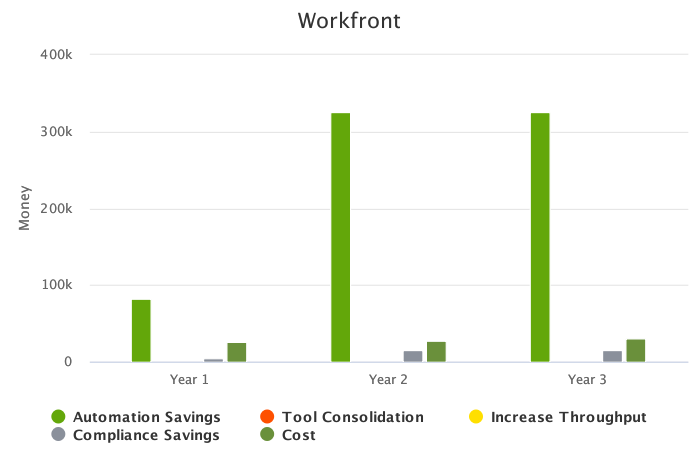 Workfront
400k
300k
200k
100k
0
Money
Year 1 Year 2 Year 3
Automation Savings Tool Consolidation Increase Throughput
Compliance Savings Cost